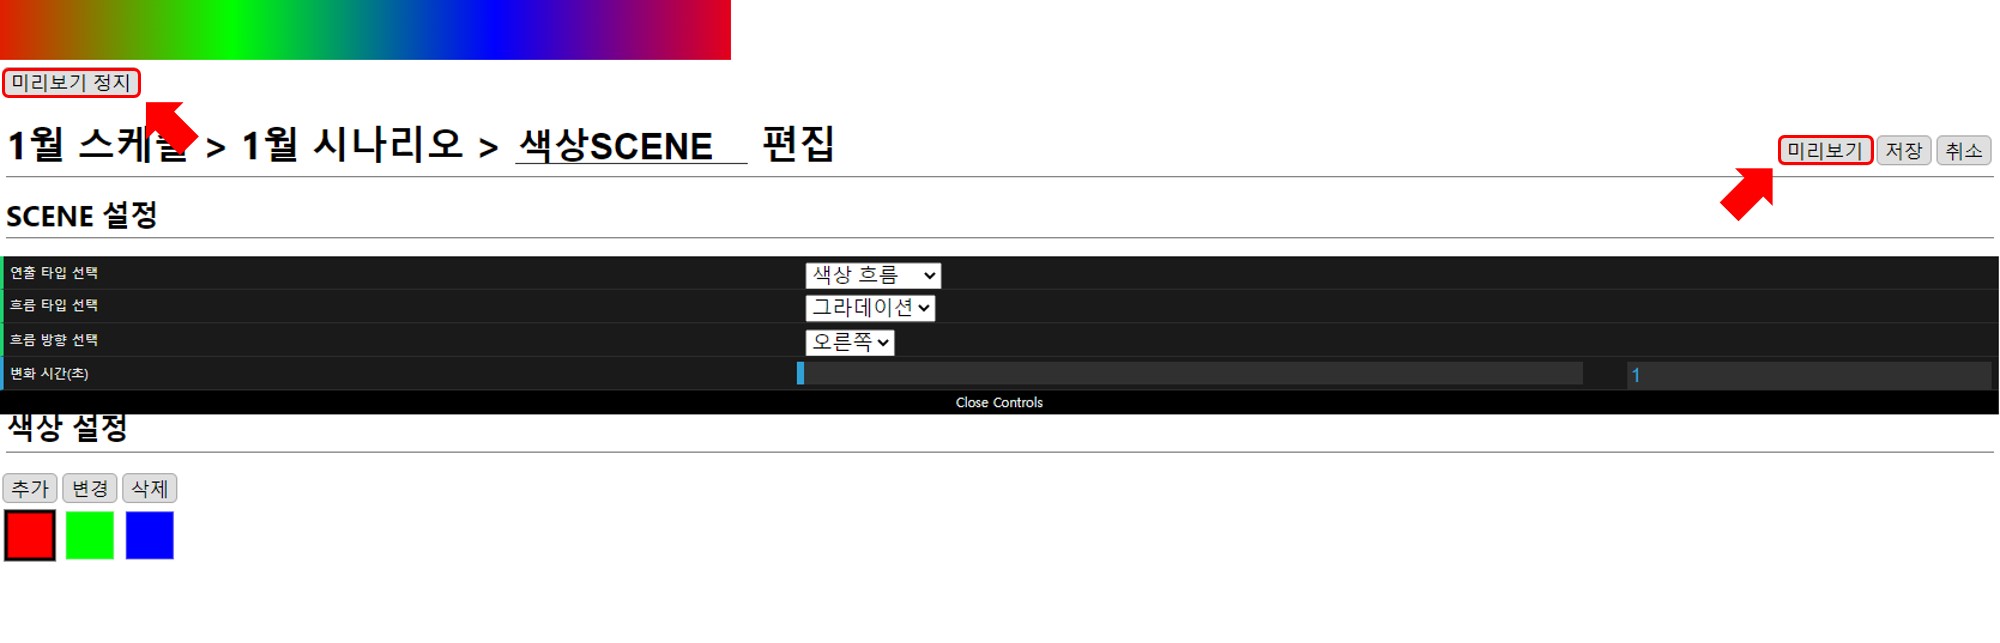 미리보기 정지
1월 스케줄 > 1월 시나리오 > 색상SCENE 편집
미리보기 저장 취소
SCENE 설정
연출 타입 선택 색상 흐름
흐름 타입 선택 그라데이션
흐름 방향 선택 오른쪽
변화 시간(초) 1
Close Controls
색상 설정
추가 변경 삭제